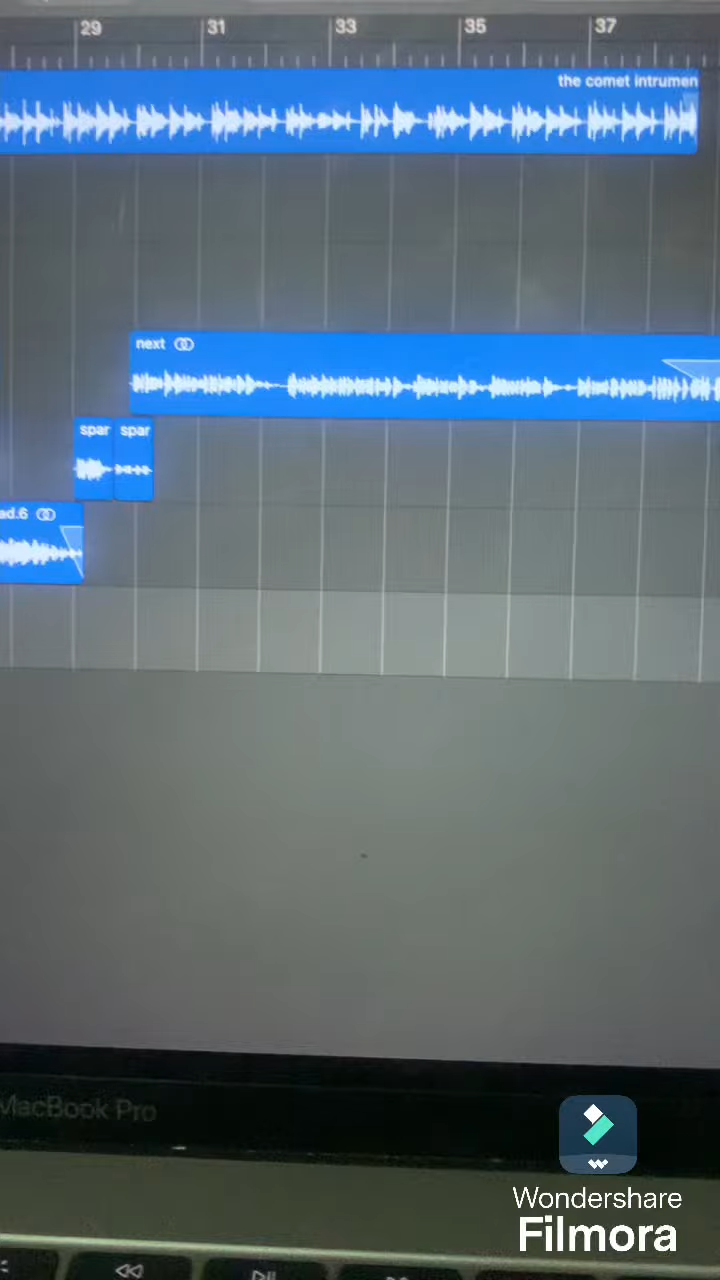 29 31 33 35 37
the comet intrumen
next
spar spar
ad.6
MacBook Pro
Wondershare
Filmora